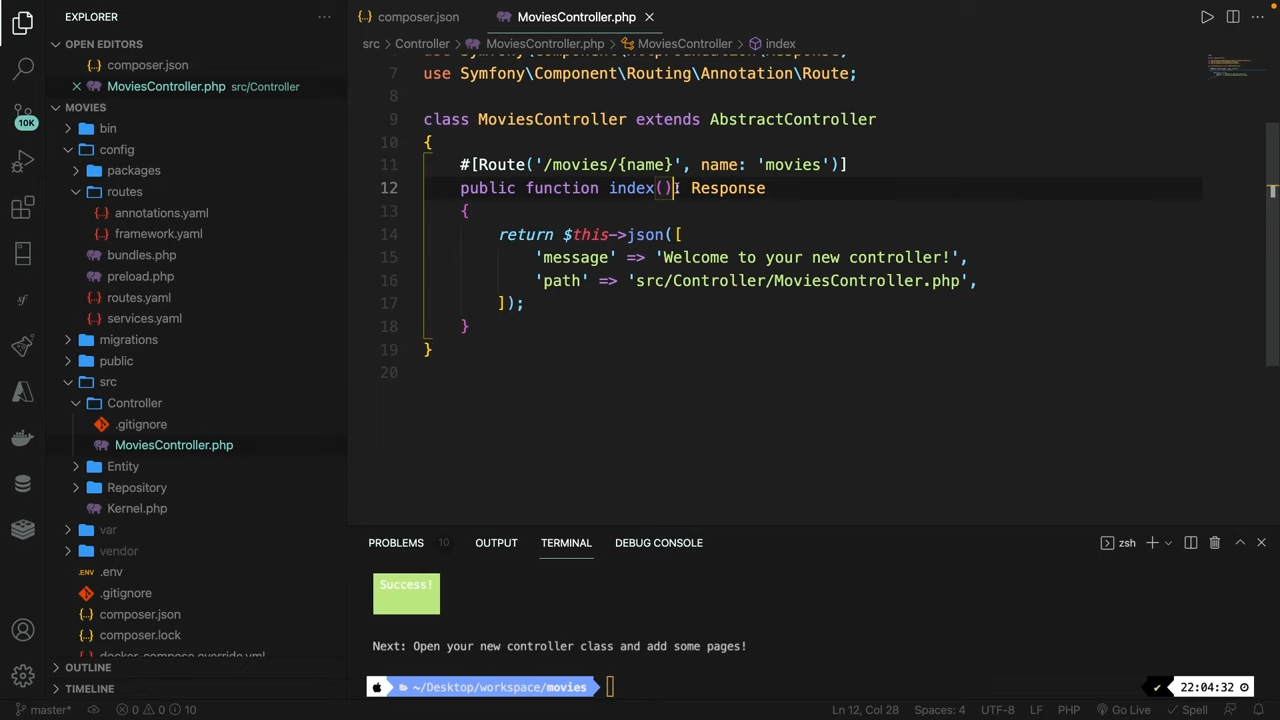 EXPLORER
OPEN EDITORS
composer.json
MoviesController.php src/Controller
MOVIES
bin
config
packages
routes
annotations.yaml
framework.yaml
bundles.php
preload.php
routes.yaml
services.yaml
migrations
public
src
Controller
.gitignore
MoviesController.php
Entity
Repository
Kernel.php
var
vendor
.env
.gitignore
composer.json
composer.lock
docker-compose.override.yml
OUTLINE
TIMELINE
10K
composer.json MoviesController.php
src > Controller > MoviesController.php > MoviesController > index
7 use Symfony\Component\Routing\Annotation\Route;
8
9 class MoviesController extends AbstractController
10 {
11 #[Route('/movies/{name}', name: 'movies')]
12 public function index(): Response
13 {
14 return $this->json([
15 'message' => 'Welcome to your new controller!',
16 'path' => 'src/Controller/MoviesController.php',
17 ]);
18 }
19 }
20
PROBLEMS 10 OUTPUT TERMINAL DEBUG CONSOLE
zsh
Success!
Next: Open your new controller class and add some pages!
~/Desktop/workspace/movies
22:04:32
master* 0 0 10
Ln 12, Col 28 Spaces: 4 UTF-8 LF PHP Go Live Spell